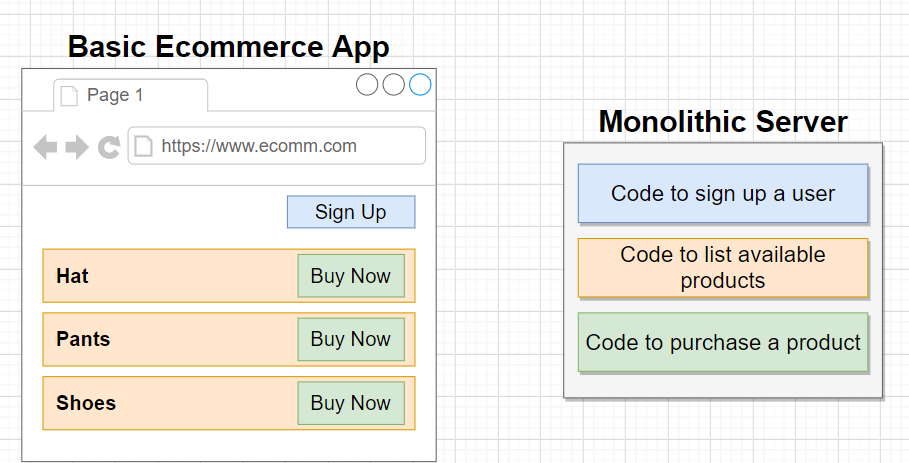 Basic Ecommerce App
Page 1
https://www.ecomm.com
Sign Up
Hat
Buy Now
Pants
Buy Now
Shoes
Buy Now
Monolithic Server
Code to sign up a user
Code to list available
products
Code to purchase a product